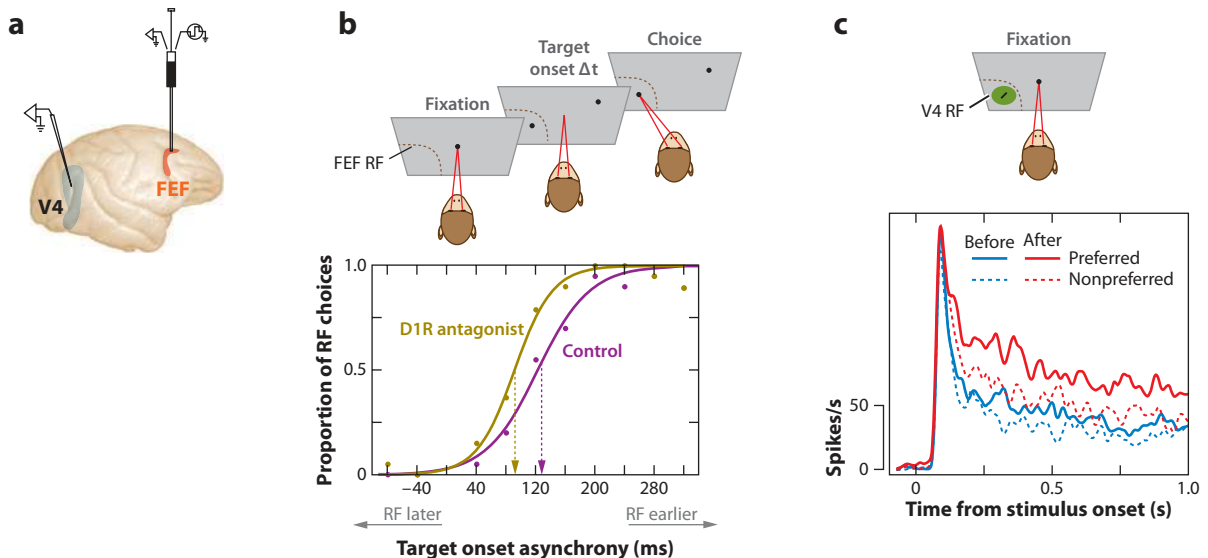 a
V4
FEF
b
Fixation
Target
onset Δt
Choice
FEF RF
1.0
0.5
0
Proportion of RF choices
D1R antagonist
Control
−40
40
120
200
280
RF later
RF earlier
Target onset asynchrony (ms)
c
Fixation
V4 RF
Before
After
Preferred
Nonpreferred
50
0
Spikes/s
0
0.5
1.0
Time from stimulus onset (s)